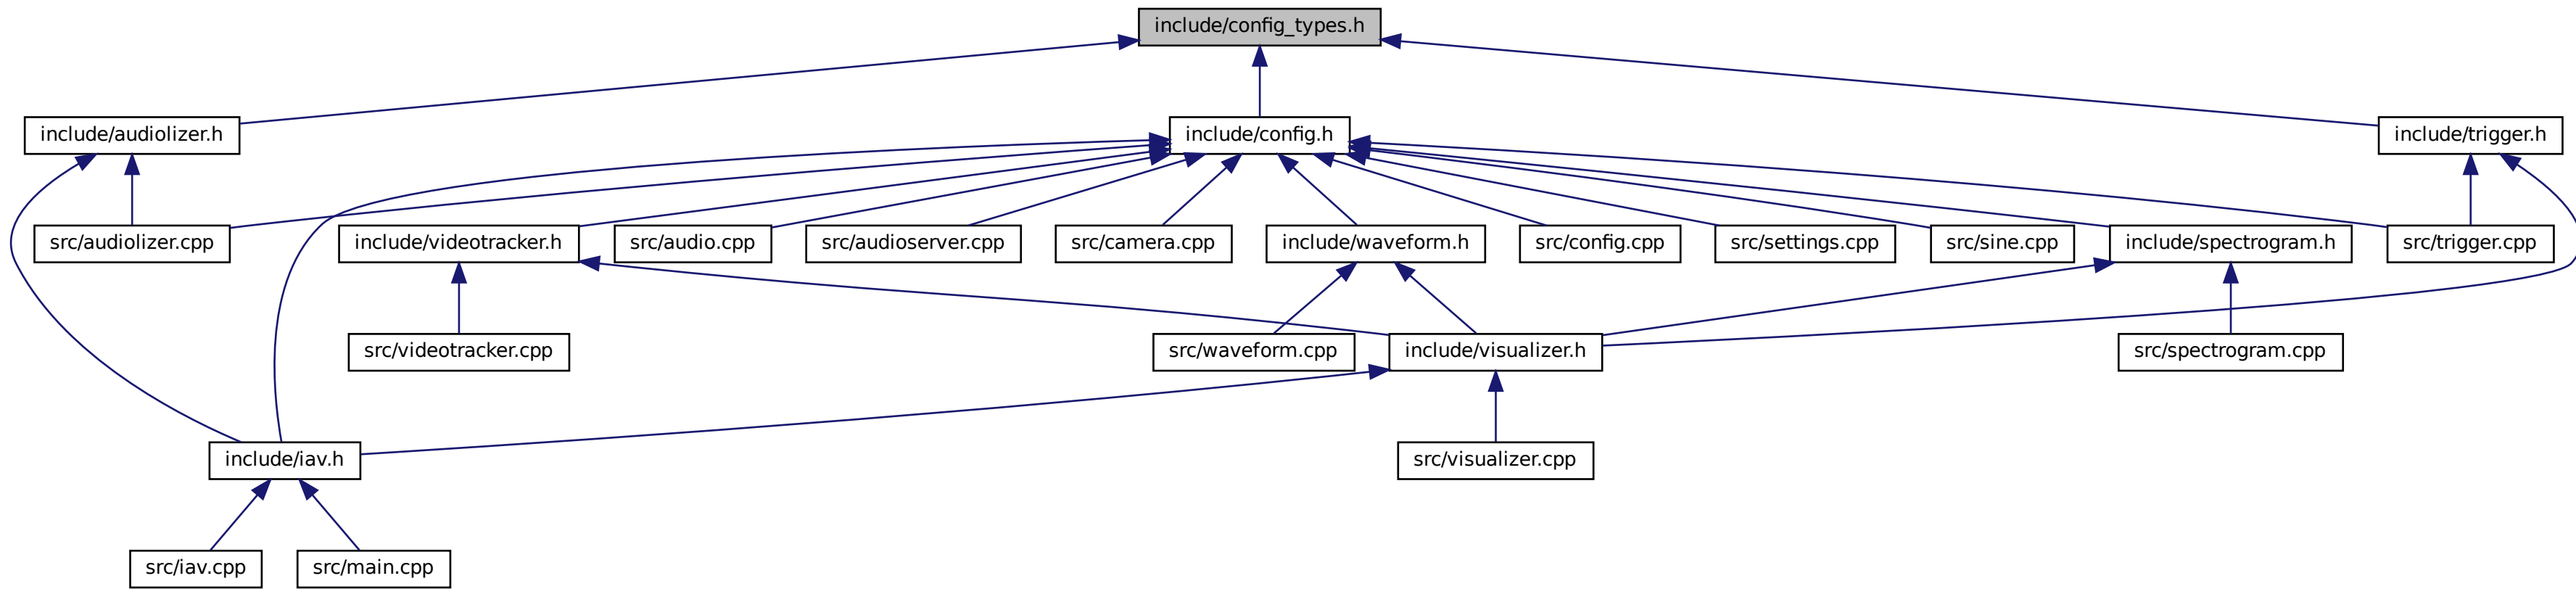 include/config_types.h
include/audiolizer.h
include/config.h
include/trigger.h
src/audiolizer.cpp
include/videotracker.h
src/audio.cpp
src/audioserver.cpp
src/camera.cpp
include/waveform.h
src/config.cpp
src/settings.cpp
src/sine.cpp
include/spectrogram.h
src/trigger.cpp
src/videotracker.cpp
src/waveform.cpp
include/visualizer.h
src/spectrogram.cpp
include/iav.h
src/visualizer.cpp
src/iav.cpp
src/main.cpp